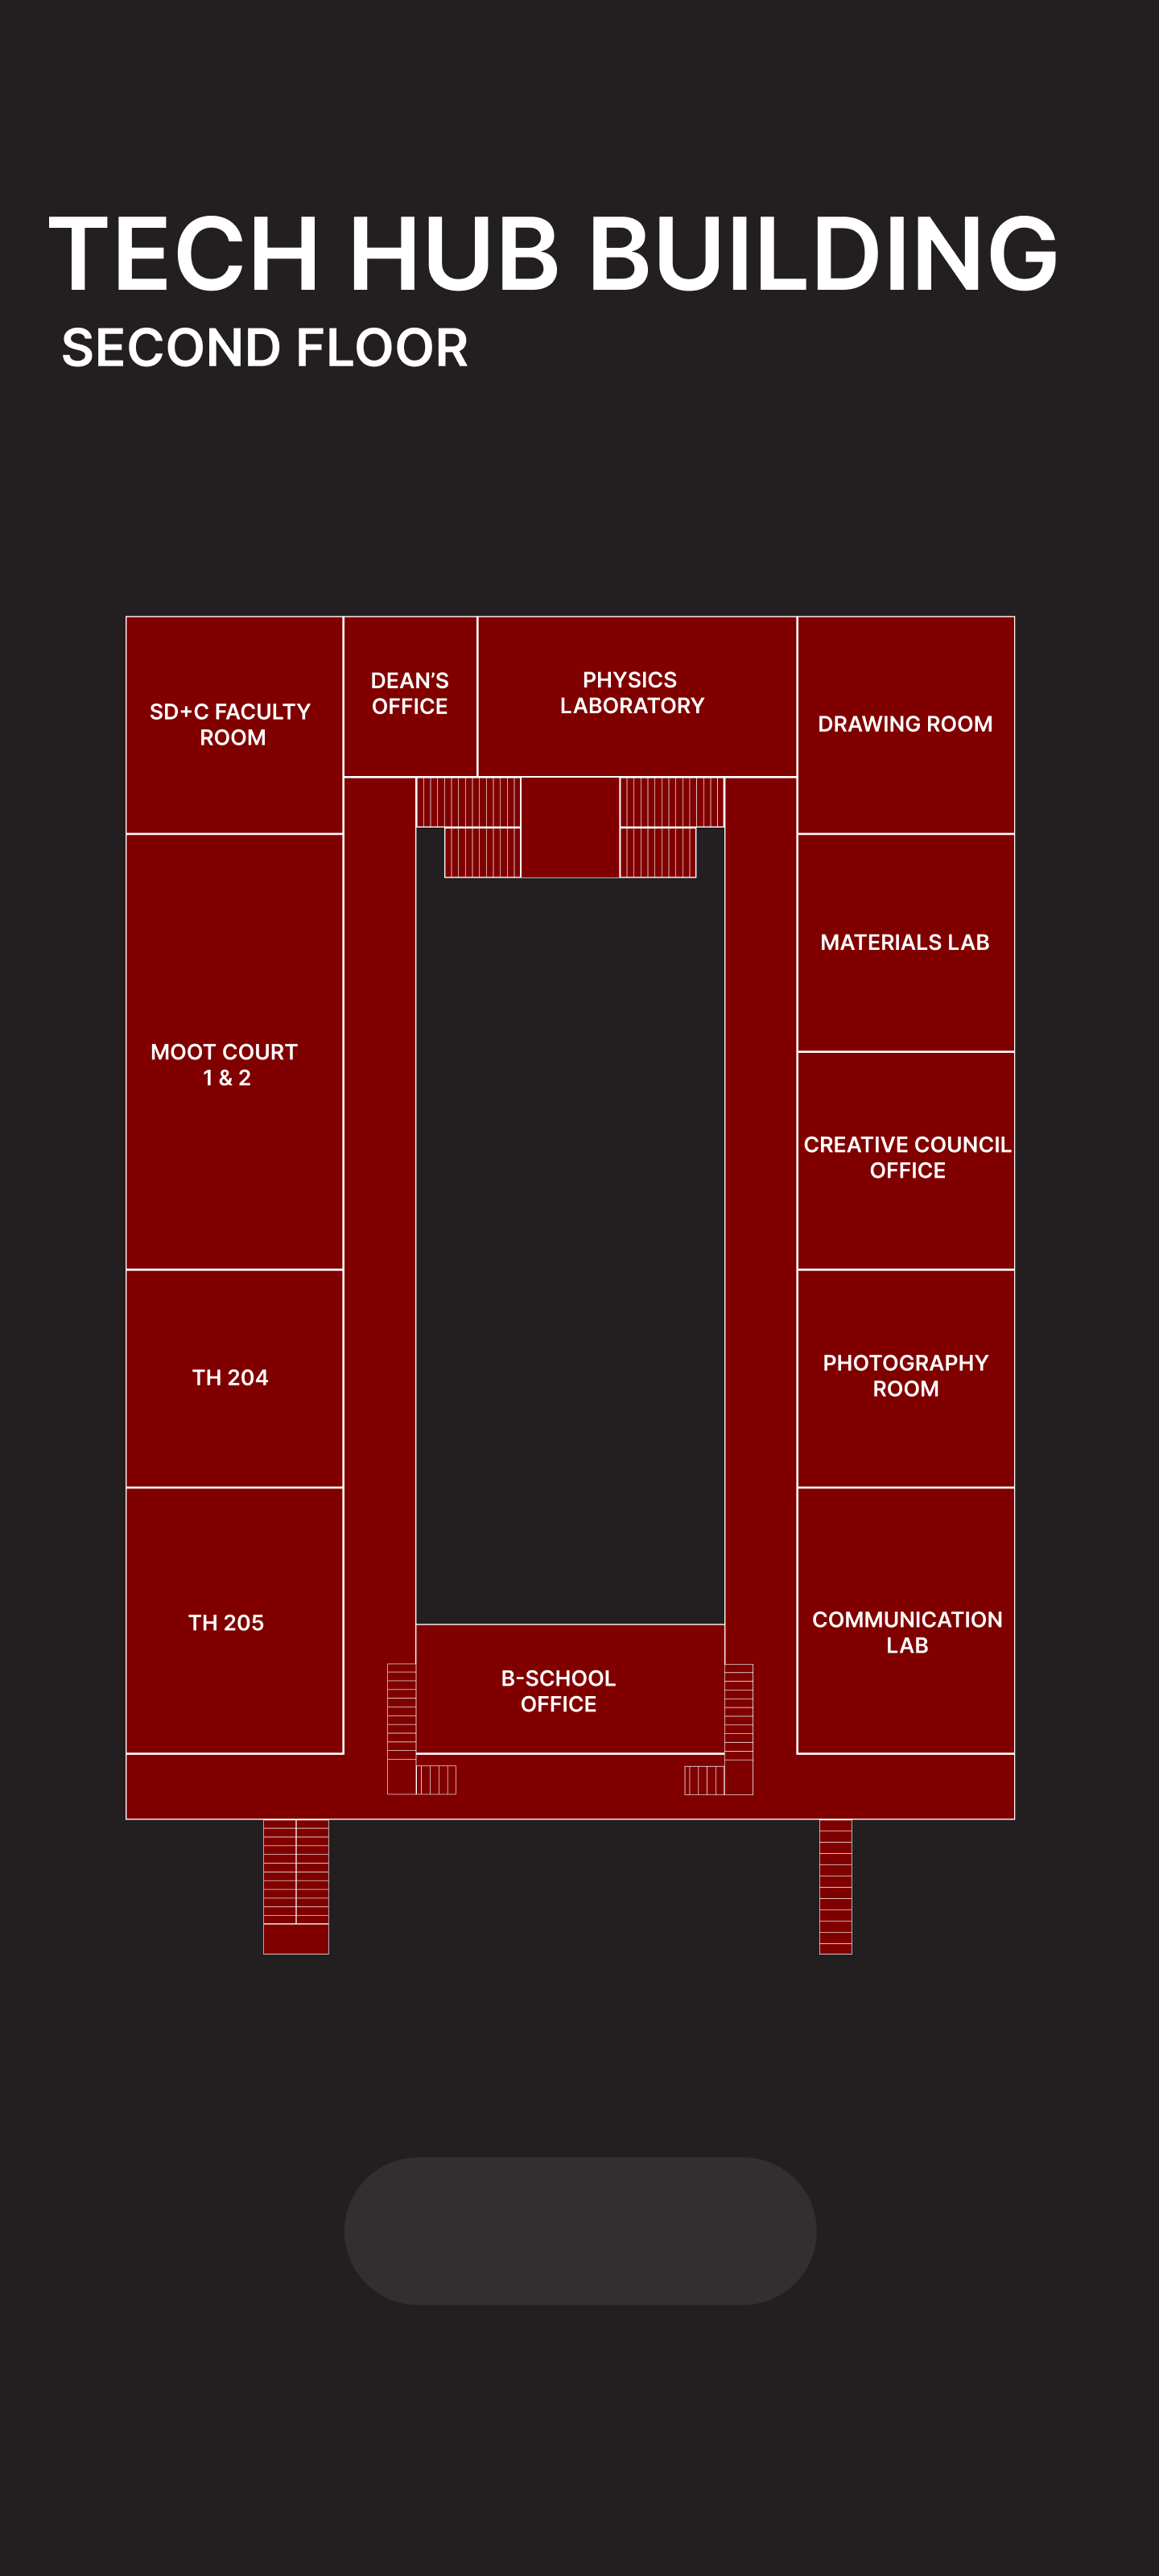 TECH HUB BUILDING
SECOND FLOOR
SD+C FACULTY
ROOM
DEAN’S
OFFICE
PHYSICS
LABORATORY
DRAWING ROOM
MATERIALS LAB
MOOT COURT
1 & 2
CREATIVE COUNCIL
OFFICE
TH 204
PHOTOGRAPHY
ROOM
TH 205
COMMUNICATION
LAB
B-SCHOOL
OFFICE